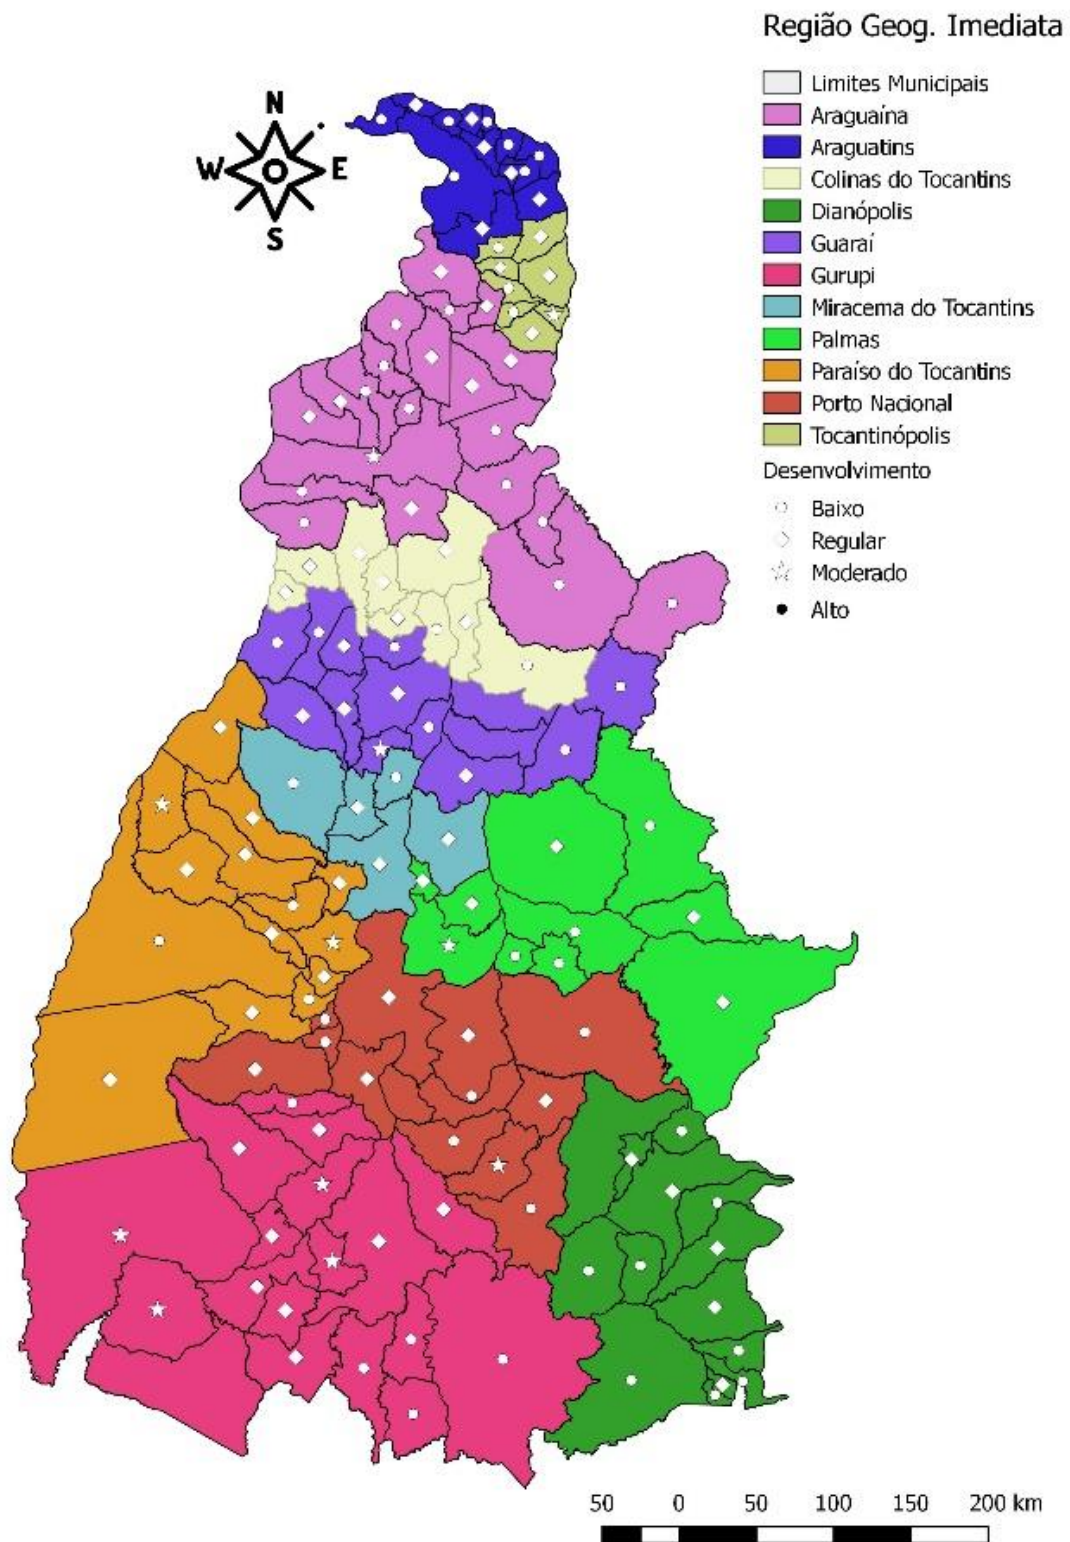 Região Geog. Imediata
Limites Municipais
Araguaína
Araguatins
Colinas do Tocantins
Dianópolis
Guaraí
Gurupi
Miracema do Tocantins
Palmas
Paraíso do Tocantins
Porto Nacional
Tocantinópolis
Desenvolvimento
Baixo
Regular
Moderado
Alto
N
W E
S
50 0 50 100 150 200 km